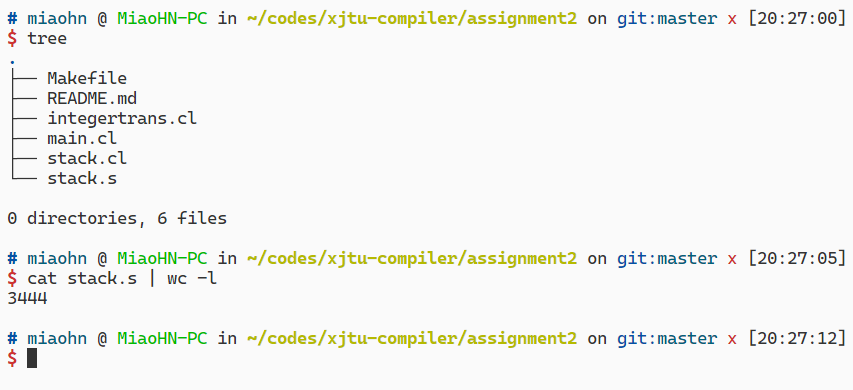 # miaohn @ MiaoHN-PC in ~/codes/xjtu-compiler/assignment2 on git:master x [20:27:00]
$ tree
.
├── Makefile
├── README.md
├── integertrans.cl
├── main.cl
├── stack.cl
└── stack.s
0 directories, 6 files
# miaohn @ MiaoHN-PC in ~/codes/xjtu-compiler/assignment2 on git:master x [20:27:05]
$ cat stack.s | wc -l
3444
# miaohn @ MiaoHN-PC in ~/codes/xjtu-compiler/assignment2 on git:master x [20:27:12]
$